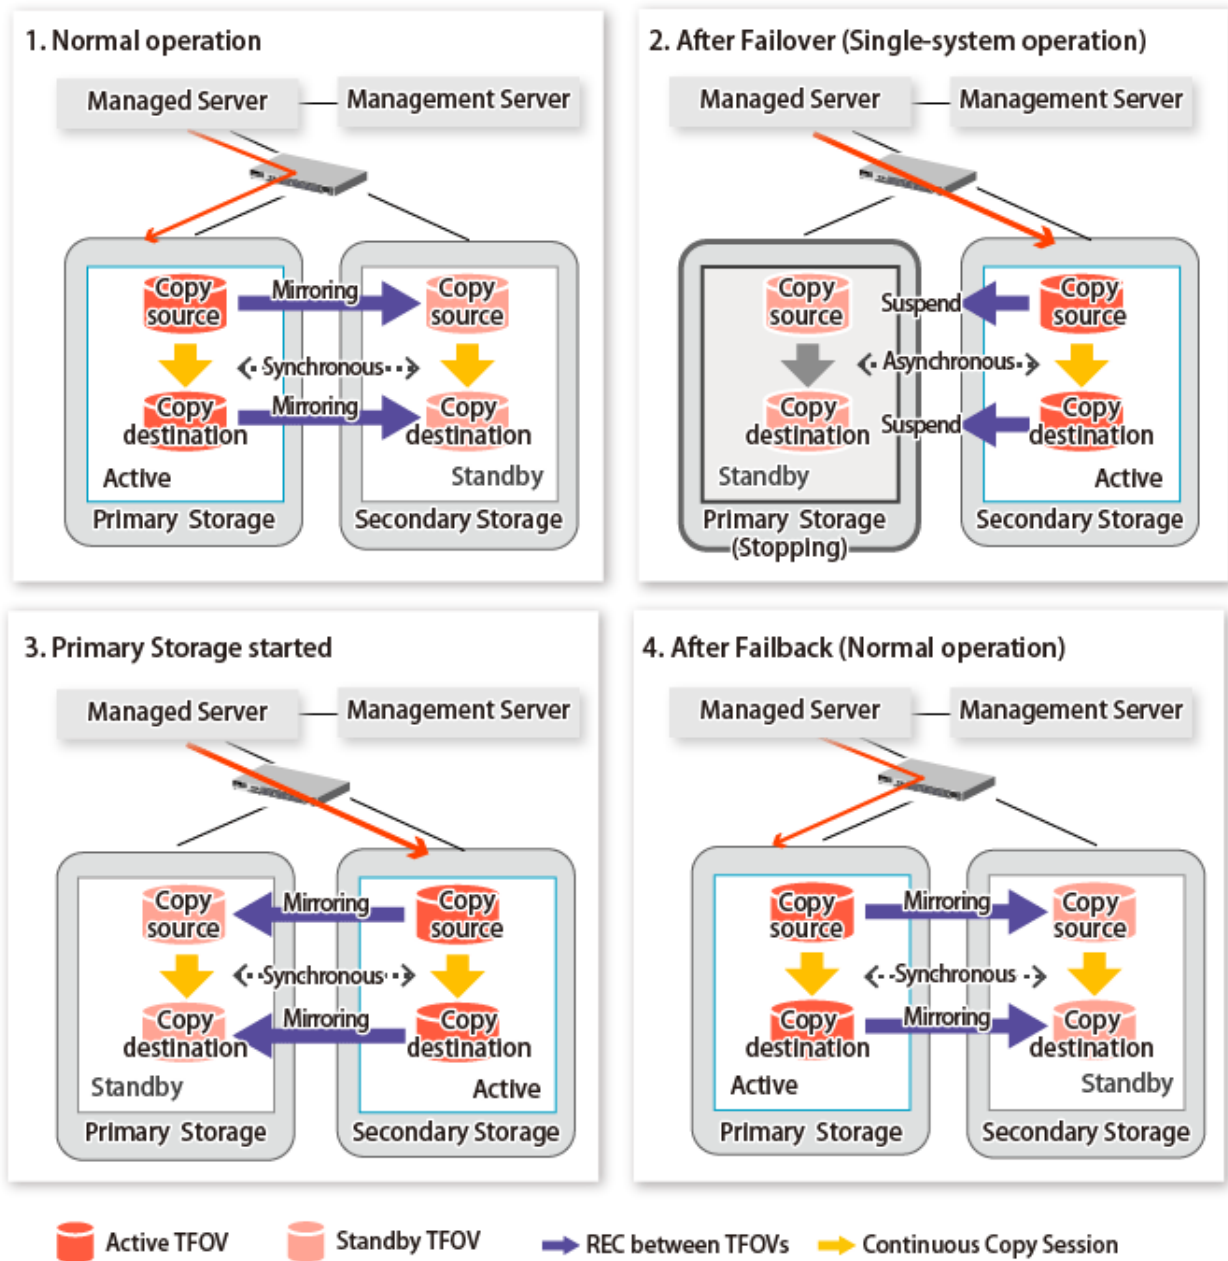 1. Normal operation
Managed Server
Management Server
Copy
source
Mirroring
Copy
source
Synchronous
Copy
destination
Mirroring
Copy
destination
Active
Standby
Primary Storage
Secondary Storage
2. After Failover (Single-system operation)
Managed Server
Management Server
Copy
source
Suspend
Copy
source
Asynchronous
Copy
destination
Suspend
Copy
destination
Standby
Active
Primary Storage
(Stopping)
Secondary Storage
3. Primary Storage started
Managed Server
Management Server
Copy
source
Mirroring
Copy
source
Synchronous
Copy
destination
Mirroring
Copy
destination
Standby
Active
Primary Storage
Secondary Storage
4. After Failback (Normal operation)
Managed Server
Management Server
Copy
source
Mirroring
Copy
source
Synchronous
Copy
destination
Mirroring
Copy
destination
Active
Standby
Primary Storage
Secondary Storage
Active TFOV
Standby TFOV
REC between TFOVs
Continuous Copy Session